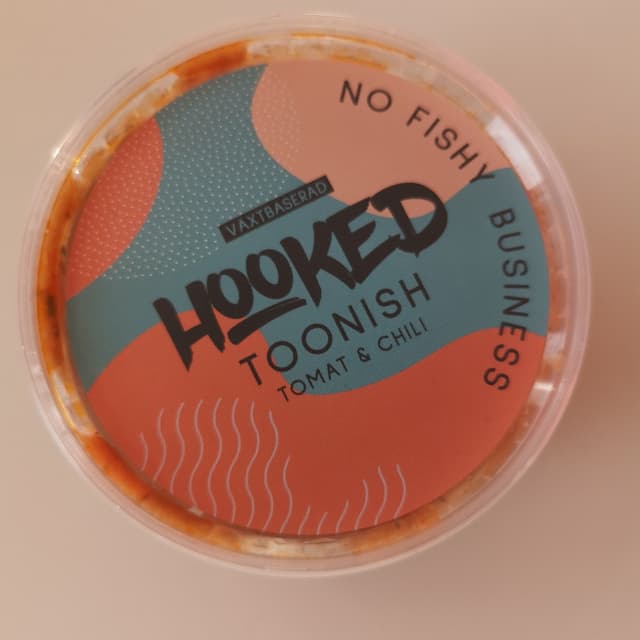 NO FISHY BUSINESS
VÄXTBASERAD
HOOKED
TOONISH
TOMAT & CHILI